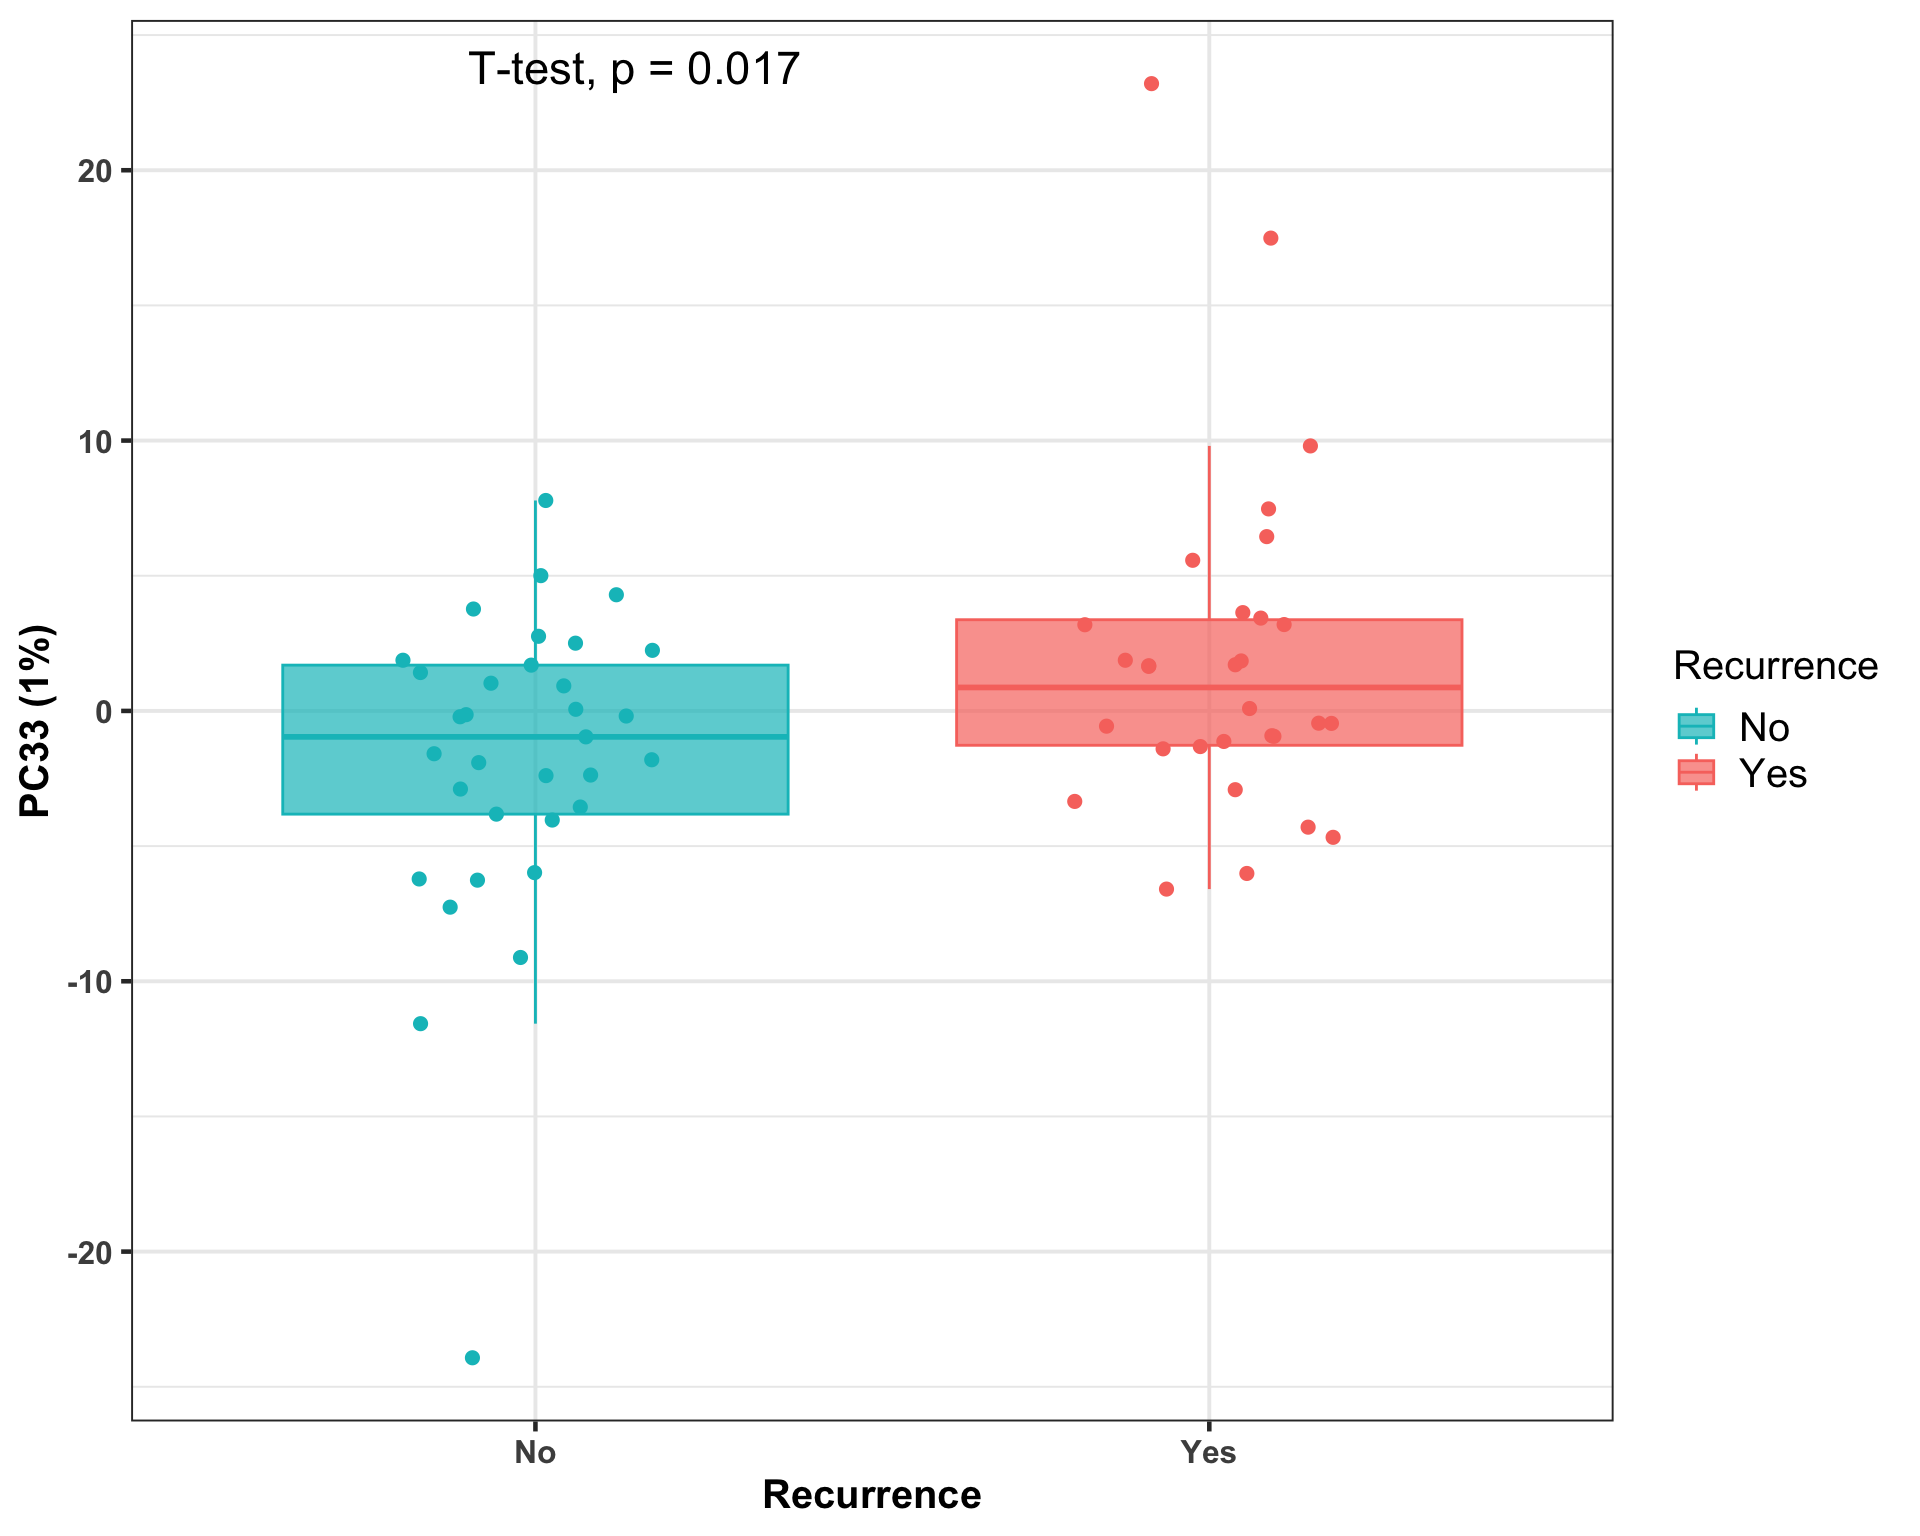 T-test, p = 0.017
20
10
0
-10
-20
PC33 (1%)
No
Yes
Recurrence
Recurrence
No
Yes